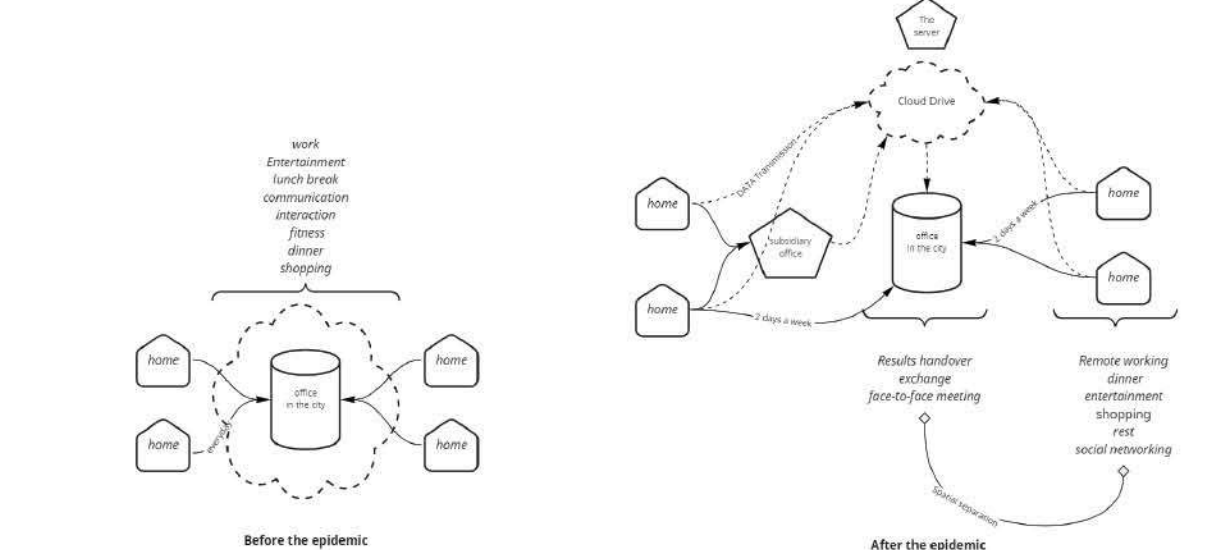 work
Entertainment
lunch break
communication
interaction
fitness
dinner
shopping
home
home
office
in the city
home
everyday
home
Before the epidemic
The
server
Cloud Drive
DATA Transmission
home
subsidiary
office
home
2 days a week
office
in the city
2 days a week
home
home
Results handover
exchange
face-to-face meeting
Remote working
dinner
entertainment
shopping
rest
social networking
Spatial separation
After the epidemic